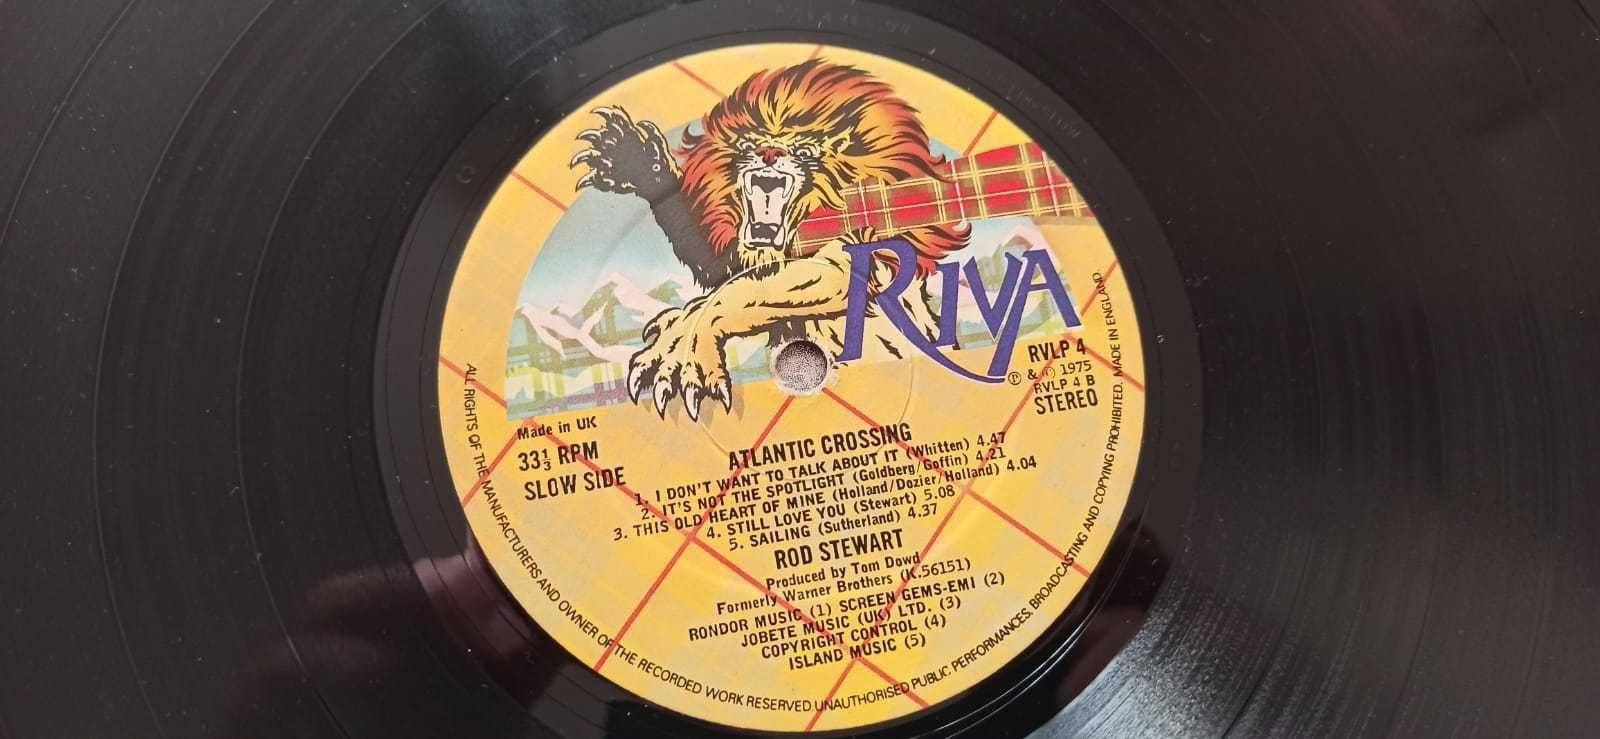 RIVA
RVLP 4
Ⓟ & © 1975
RVLP 4 B
STEREO
Made in UK
33⅓ RPM
SLOW SIDE
ATLANTIC CROSSING
1. I DON'T WANT TO TALK ABOUT IT (Whitten) 4.47
2. IT'S NOT THE SPOTLIGHT (Goldberg/Goffin) 4.21
3. THIS OLD HEART OF MINE (Holland/Dozier/Holland) 4.04
4. STILL LOVE YOU (Stewart) 5.08
5. SAILING (Sutherland) 4.37
ROD STEWART
Produced by Tom Dowd
Formerly Warner Brothers (K.56151)
RONDOR MUSIC (1) SCREEN GEMS-EMI (2)
JOBETE MUSIC (UK) LTD. (3)
COPYRIGHT CONTROL (4)
ISLAND MUSIC (5)
ALL RIGHTS OF THE MANUFACTURERS AND OWNER OF THE RECORDED WORK RESERVED. UNAUTHORISED PUBLIC PERFORMANCES. BROADCASTING AND COPYING PROHIBITED. MADE IN ENGLAND.